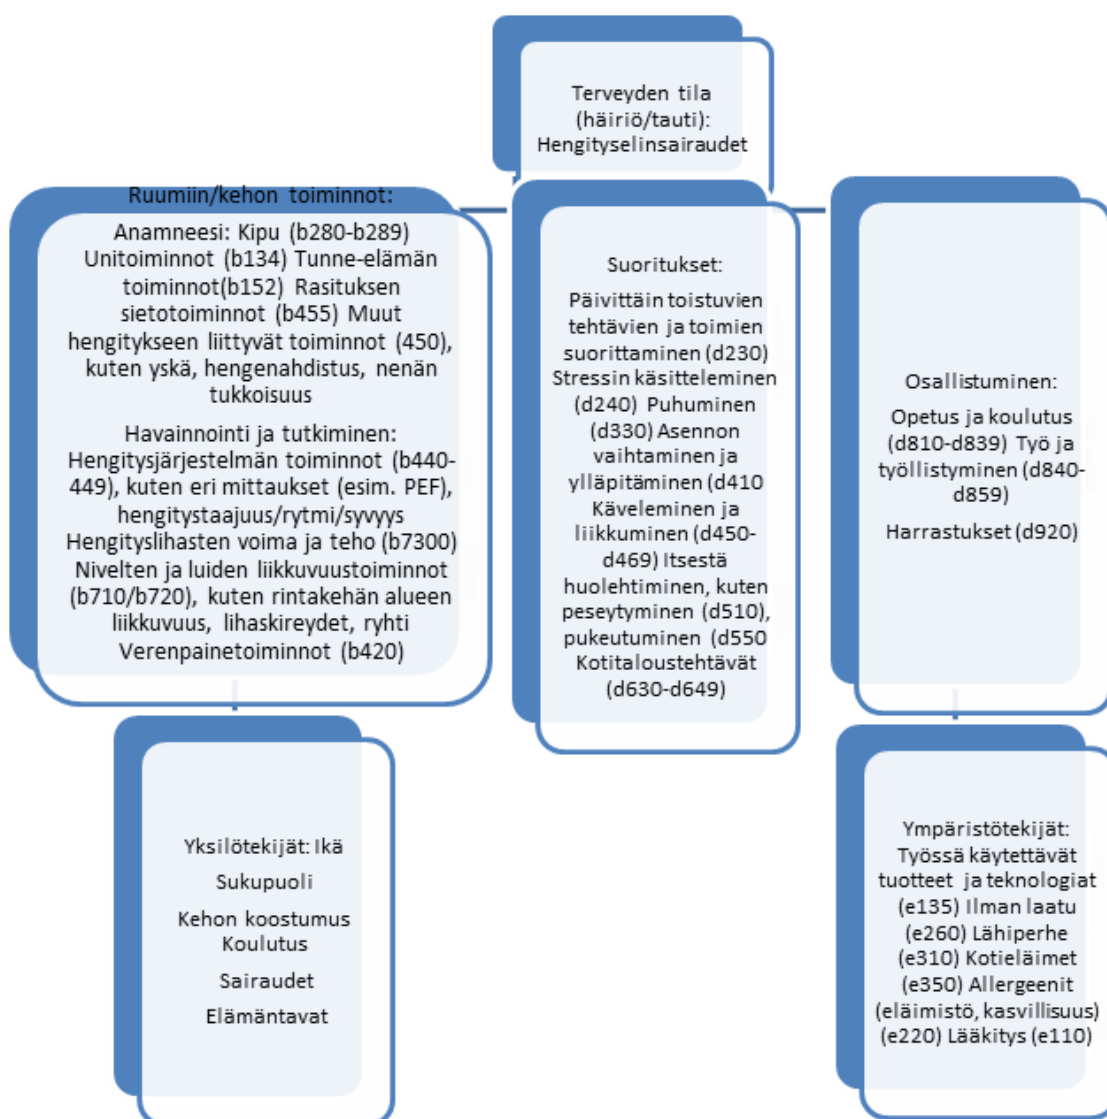 Terveyden tila
(häiriö/tauti):
Hengityselinsairaudet
Ruumiin/kehon toiminnot:
Anamneesi: Kipu (b280-b289)
Unitoiminnot (b134) Tunne-elämän
toiminnot(b152) Rasituksen
sietotoiminnot (b455) Muut
hengitykseen liittyvät toiminnot (450),
kuten yskä, hengenahdistus, nenän
tukkoisuus
Havainnointi ja tutkiminen:
Hengitysjärjestelmän toiminnot (b440-
449), kuten eri mittaukset (esim. PEF),
hengitystaajuus/rytmi/syvyys
Hengityslihasten voima ja teho (b7300)
Nivelten ja luiden liikkuvuustoiminnot
(b710/b720), kuten rintakehän alueen
liikkuvuus, lihaskireydet, ryhti
Verenpainetoiminnot (b420)
Suoritukset:
Päivittäin toistuvien
tehtävien ja toimien
suorittaminen (d230)
Stressin käsitteleminen
(d240) Puhuminen
(d330) Asennon
vaihtaminen ja
ylläpitäminen (d410
Käveleminen ja
liikkuminen (d450-
d469) Itsestä
huolehtiminen, kuten
peseytyminen (d510),
pukeutuminen (d550
Kotitaloustehtävät
(d630-d649)
Osallistuminen:
Opetus ja koulutus
(d810-d839) Työ ja
työllistyminen (d840-
d859)
Harrastukset (d920)
Yksilötekijät: Ikä
Sukupuoli
Kehon koostumus
Koulutus
Sairaudet
Elämäntavat
Ympäristötekijät:
Työssä käytettävät
tuotteet ja teknologiat
(e135) Ilman laatu
(e260) Lähiperhe
(e310) Kotieläimet
(e350) Allergeenit
(eläimistö, kasvillisuus)
(e220) Lääkitys (e110)